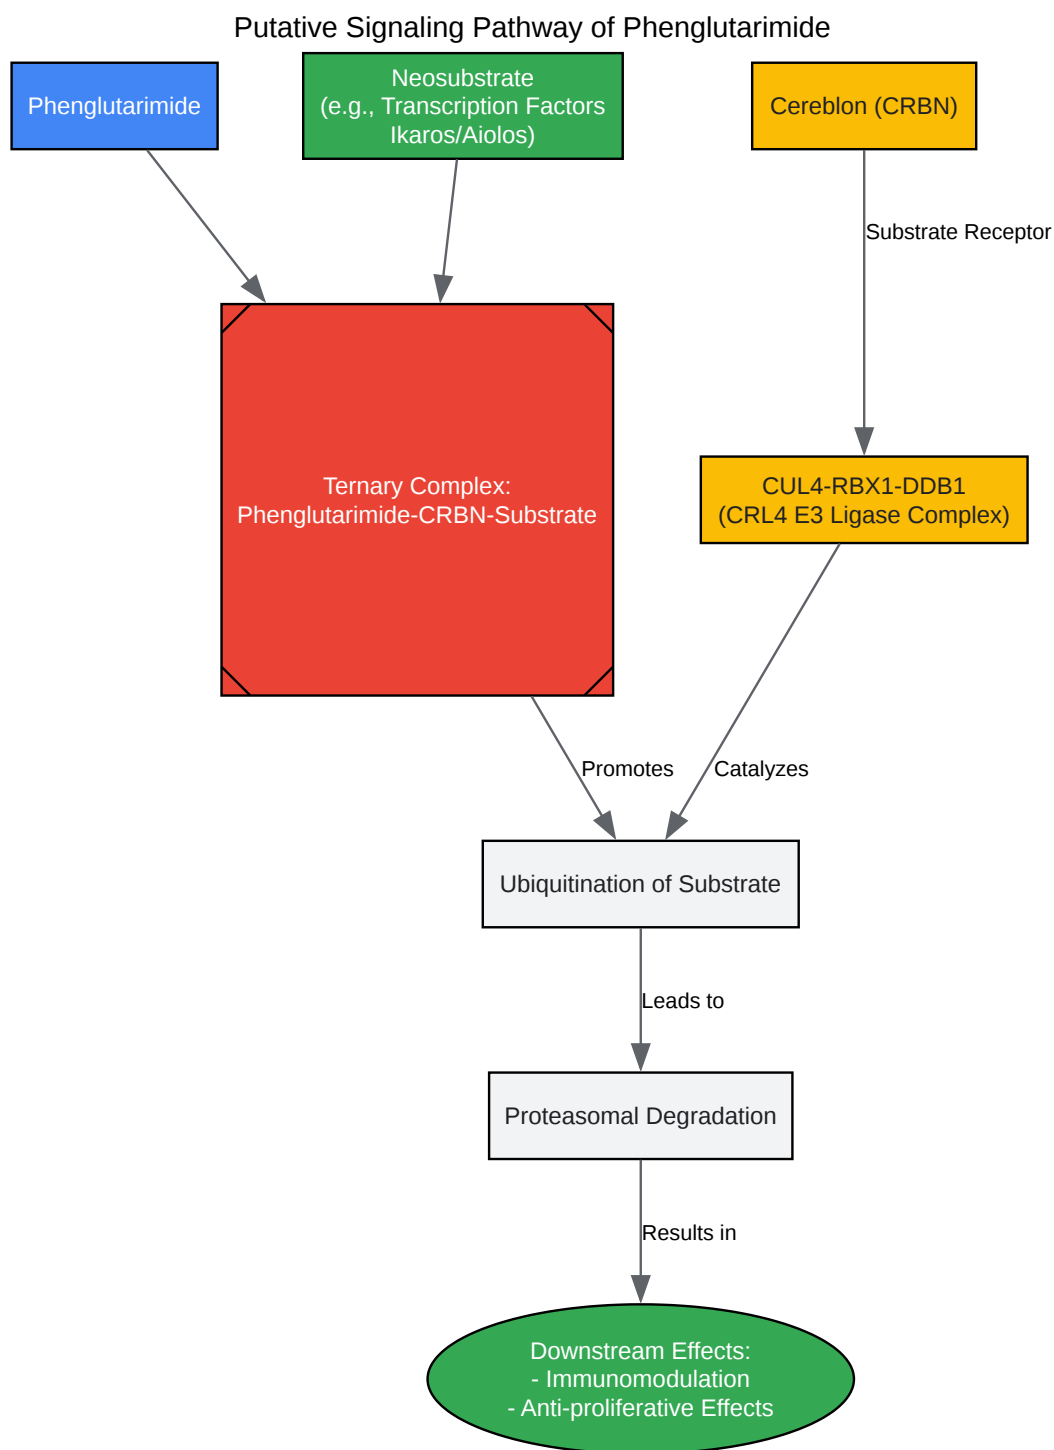 Putative Signaling Pathway of Phenglutarimide
Phenglutarimide
Neosubstrate
(e.g., Transcription Factors
Ikaros/Aiolos)
Cereblon (CRBN)
Substrate Receptor
Ternary Complex:
Phenglutarimide-CRBN-Substrate
CUL4-RBX1-DDB1
(CRL4 E3 Ligase Complex)
Promotes
Catalyzes
Ubiquitination of Substrate
Leads to
Proteasomal Degradation
Results in
Downstream Effects:
- Immunomodulation
- Anti-proliferative Effects